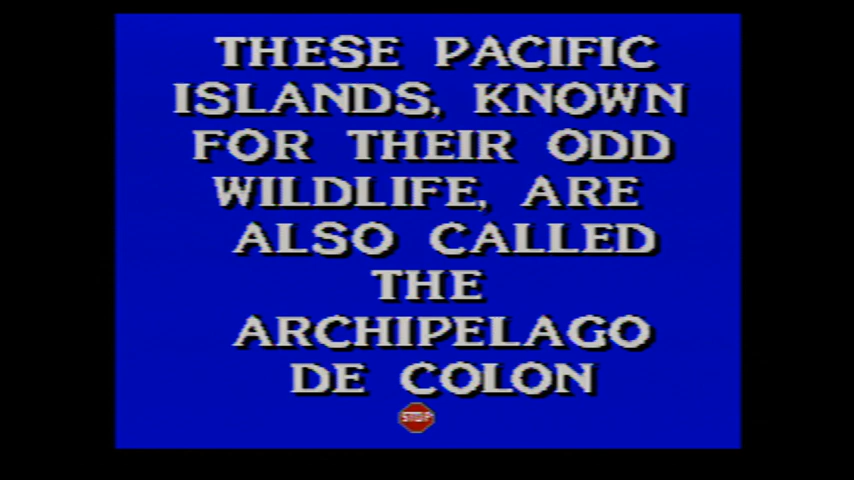 THESE PACIFIC
ISLANDS, KNOWN
FOR THEIR ODD
WILDLIFE, ARE
ALSO CALLED
THE
ARCHIPELAGO
DE COLON
STOP